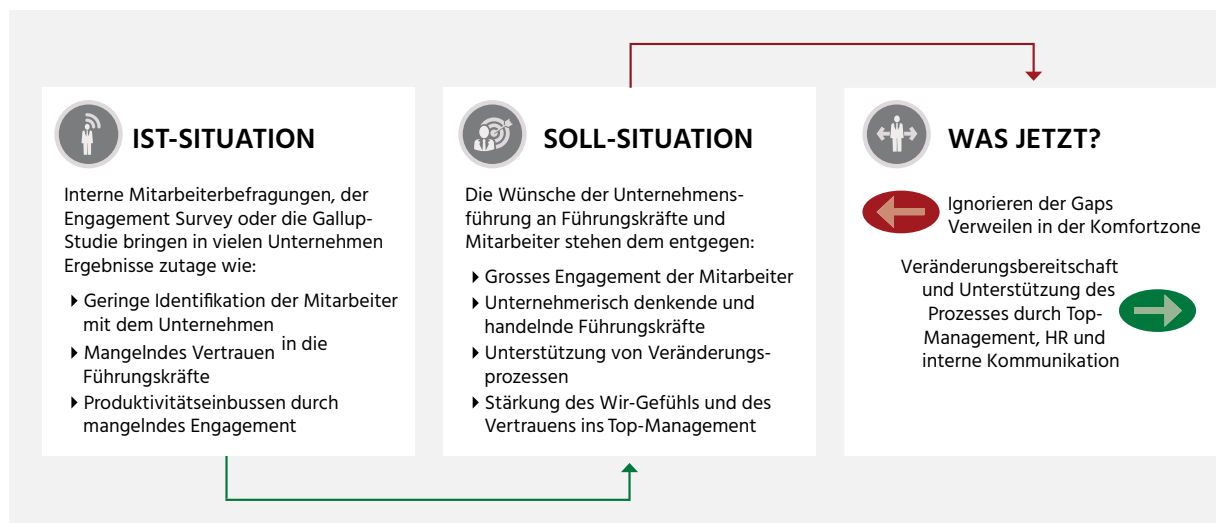 IST-SITUATION
Interne Mitarbeiterbefragungen, der
Engagement Survey oder die Gallup-
Studie bringen in vielen Unternehmen
Ergebnisse zutage wie:
Geringe Identifikation der Mitarbeiter
mit dem Unternehmen
Mangelndes Vertrauen in die
Führungskräfte
Produktivitätseinbussen durch
mangelndes Engagement
SOLL-SITUATION
Die Wünsche der Unternehmens-
führung an Führungskräfte und
Mitarbeiter stehen dem entgegen:
Grosses Engagement der Mitarbeiter
Unternehmerisch denkende und
handelnde Führungskräfte
Unterstützung von Veränderungs-
prozessen
Stärkung des Wir-Gefühls und des
Vertrauens ins Top-Management
WAS JETZT?
Ignorieren der Gaps
Verweilen in der Komfortzone
Veränderungsbereitschaft
und Unterstützung des
Prozesses durch Top-
Management, HR und
interne Kommunikation